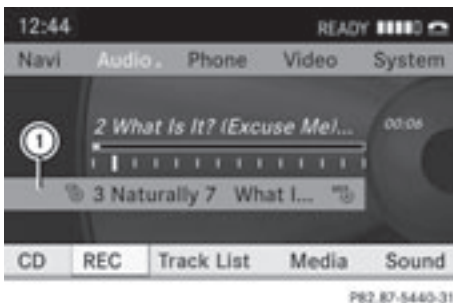 12:44 READY
Navi Audio Phone Video System
2 What Is It? (Excuse Me)... 00:06
1
3 Naturally 7 What I...
CD REC Track List Media Sound
P82.87-5440-31